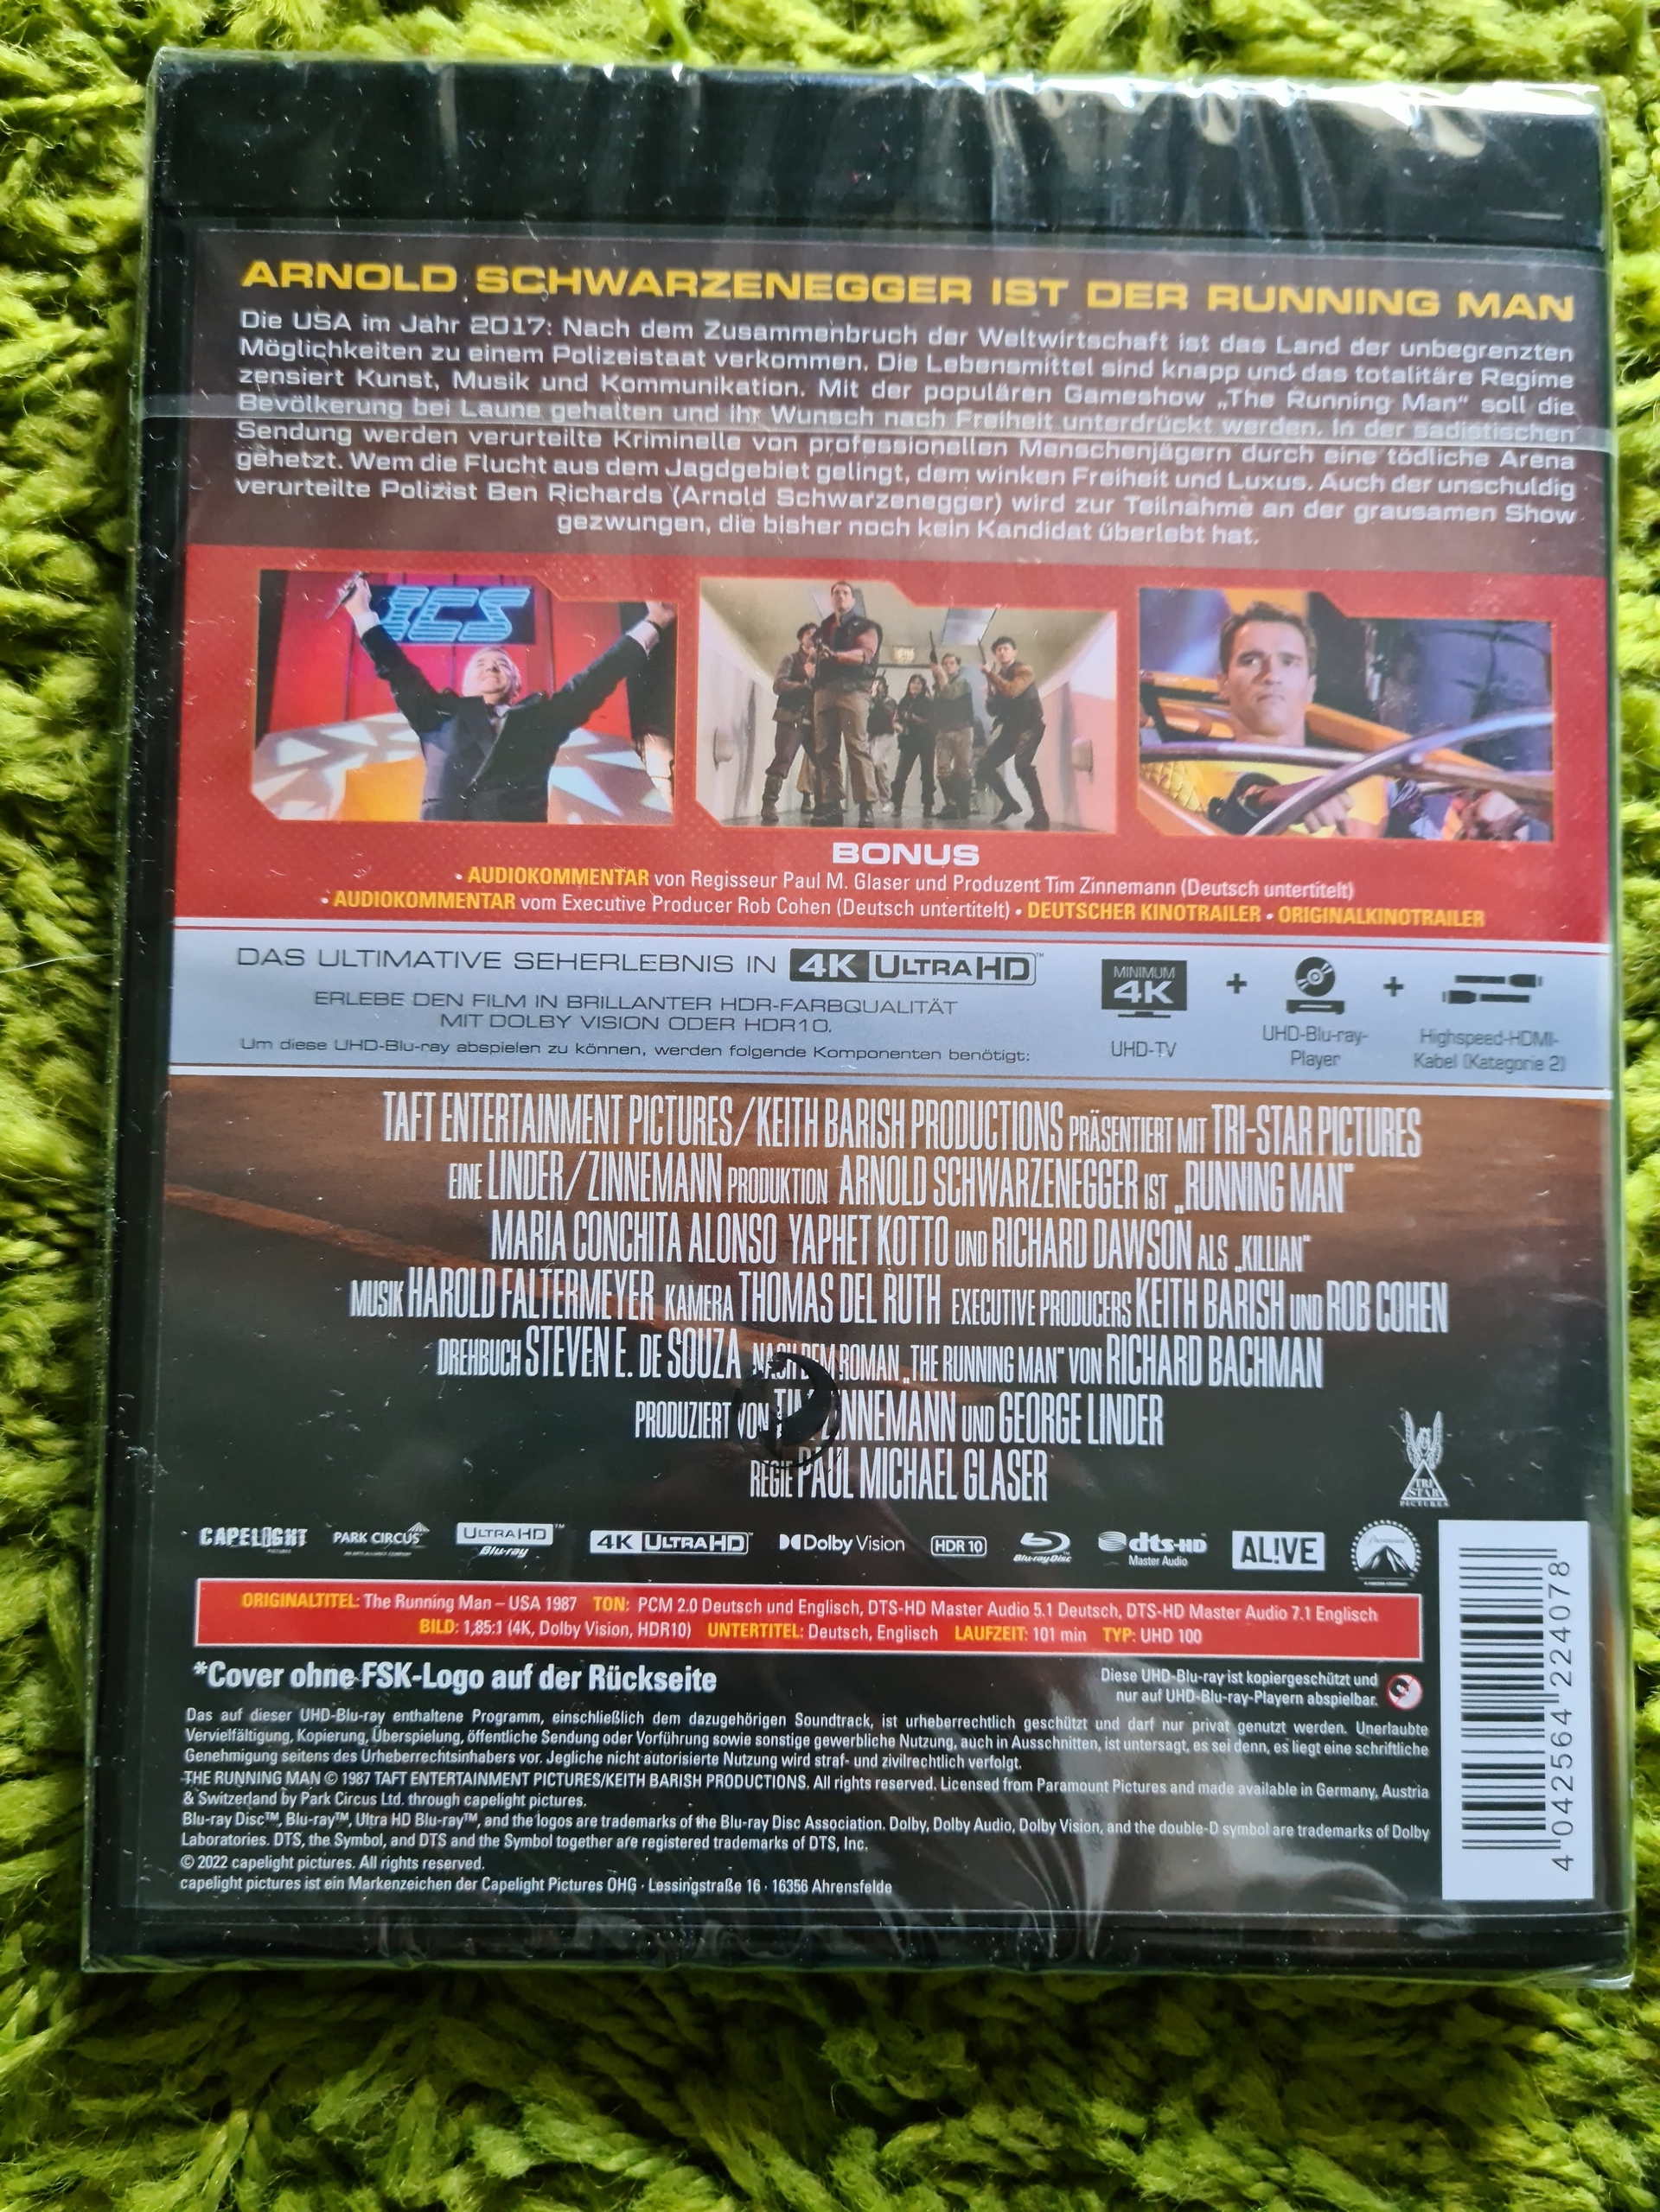 ARNOLD SCHWARZENEGGER IST DER RUNNING MAN
Die USA im Jahr 2017: Nach dem Zusammenbruch der Weltwirtschaft ist das Land der unbegrenzten
Möglichkeiten zu einem Polizeistaat verkommen. Die Lebensmittel sind knapp und das totalitäre Regime
zensiert Kunst, Musik und Kommunikation. Mit der populären Gameshow „The Running Man“ soll die
Bevölkerung bei Laune gehalten und ihr Wunsch nach Freiheit unterdrückt werden. In der sadistischen
Sendung werden verurteilte Kriminelle von professionellen Menschenjägern durch eine tödliche Arena
gehetzt. Wem die Flucht aus dem Jagdgebiet gelingt, dem winken Freiheit und Luxus. Auch der unschuldig
verurteilte Polizist Ben Richards (Arnold Schwarzenegger) wird zur Teilnahme an der grausamen Show
gezwungen, die bisher noch kein Kandidat überlebt hat.
ICS
BONUS
• AUDIOKOMMENTAR von Regisseur Paul M. Glaser und Produzent Tim Zinnemann (Deutsch untertitelt)
• AUDIOKOMMENTAR vom Executive Producer Rob Cohen (Deutsch untertitelt) • DEUTSCHER KINOTRAILER • ORIGINALKINOTRAILER
DAS ULTIMATIVE SEHERLEBNIS IN 4K ULTRA HD™
ERLEBE DEN FILM IN BRILLANTER HDR-FARBQUALITÄT
MIT DOLBY VISION ODER HDR10.
Um diese UHD-Blu-ray abspielen zu können, werden folgende Komponenten benötigt:
MINIMUM
4K
UHD-TV
+
UHD-Blu-ray-
Player
+
Highspeed-HDMI-
Kabel (Kategorie 2)
TAFT ENTERTAINMENT PICTURES/KEITH BARISH PRODUCTIONS PRÄSENTIERT MIT TRI-STAR PICTURES
EINE LINDER/ZINNEMANN PRODUKTION ARNOLD SCHWARZENEGGER IST „RUNNING MAN“
MARIA CONCHITA ALONSO YAPHET KOTTO UND RICHARD DAWSON ALS „KILLIAN“
MUSIK HAROLD FALTERMEYER KAMERA THOMAS DEL RUTH EXECUTIVE PRODUCERS KEITH BARISH UND ROB COHEN
DREHBUCH STEVEN E. DE SOUZA NACH DEM ROMAN „THE RUNNING MAN“ VON RICHARD BACHMAN
PRODUZIERT VON TIM ZINNEMANN UND GEORGE LINDER
REGIE PAUL MICHAEL GLASER
TRI
STAR
PICTURES
CAPELIGHT PICTURES PARK CIRCUS ULTRA HD™ Blu-ray 4K ULTRA HD™ Dolby Vision HDR 10 Blu-ray Disc dts-HD Master Audio AL!VE Paramount
ORIGINALTITEL: The Running Man – USA 1987 TON: PCM 2.0 Deutsch und Englisch, DTS-HD Master Audio 5.1 Deutsch, DTS-HD Master Audio 7.1 Englisch
BILD: 1,85:1 (4K, Dolby Vision, HDR10) UNTERTITEL: Deutsch, Englisch LAUFZEIT: 101 min TYP: UHD 100
*Cover ohne FSK-Logo auf der Rückseite
Diese UHD-Blu-ray ist kopiergeschützt und
nur auf UHD-Blu-ray-Playern abspielbar.
Das auf dieser UHD-Blu-ray enthaltene Programm, einschließlich dem dazugehörigen Soundtrack, ist urheberrechtlich geschützt und darf nur privat genutzt werden. Unerlaubte
Vervielfältigung, Kopierung, Überspielung, öffentliche Sendung oder Vorführung sowie sonstige gewerbliche Nutzung, auch in Ausschnitten, ist untersagt, es sei denn, es liegt eine schriftliche
Genehmigung seitens des Urheberrechtsinhabers vor. Jegliche nicht autorisierte Nutzung wird straf- und zivilrechtlich verfolgt.
THE RUNNING MAN © 1987 TAFT ENTERTAINMENT PICTURES/KEITH BARISH PRODUCTIONS. All rights reserved. Licensed from Paramount Pictures and made available in Germany, Austria
& Switzerland by Park Circus Ltd. through capelight pictures.
Blu-ray Disc™, Blu-ray™, Ultra HD Blu-ray™, and the logos are trademarks of the Blu-ray Disc Association. Dolby, Dolby Audio, Dolby Vision, and the double-D symbol are trademarks of Dolby
Laboratories. DTS, the Symbol, and DTS and the Symbol together are registered trademarks of DTS, Inc.
© 2022 capelight pictures. All rights reserved.
capelight pictures ist ein Markenzeichen der Capelight Pictures OHG · Lessingstraße 16 · 16356 Ahrensfelde
4 042564 224078